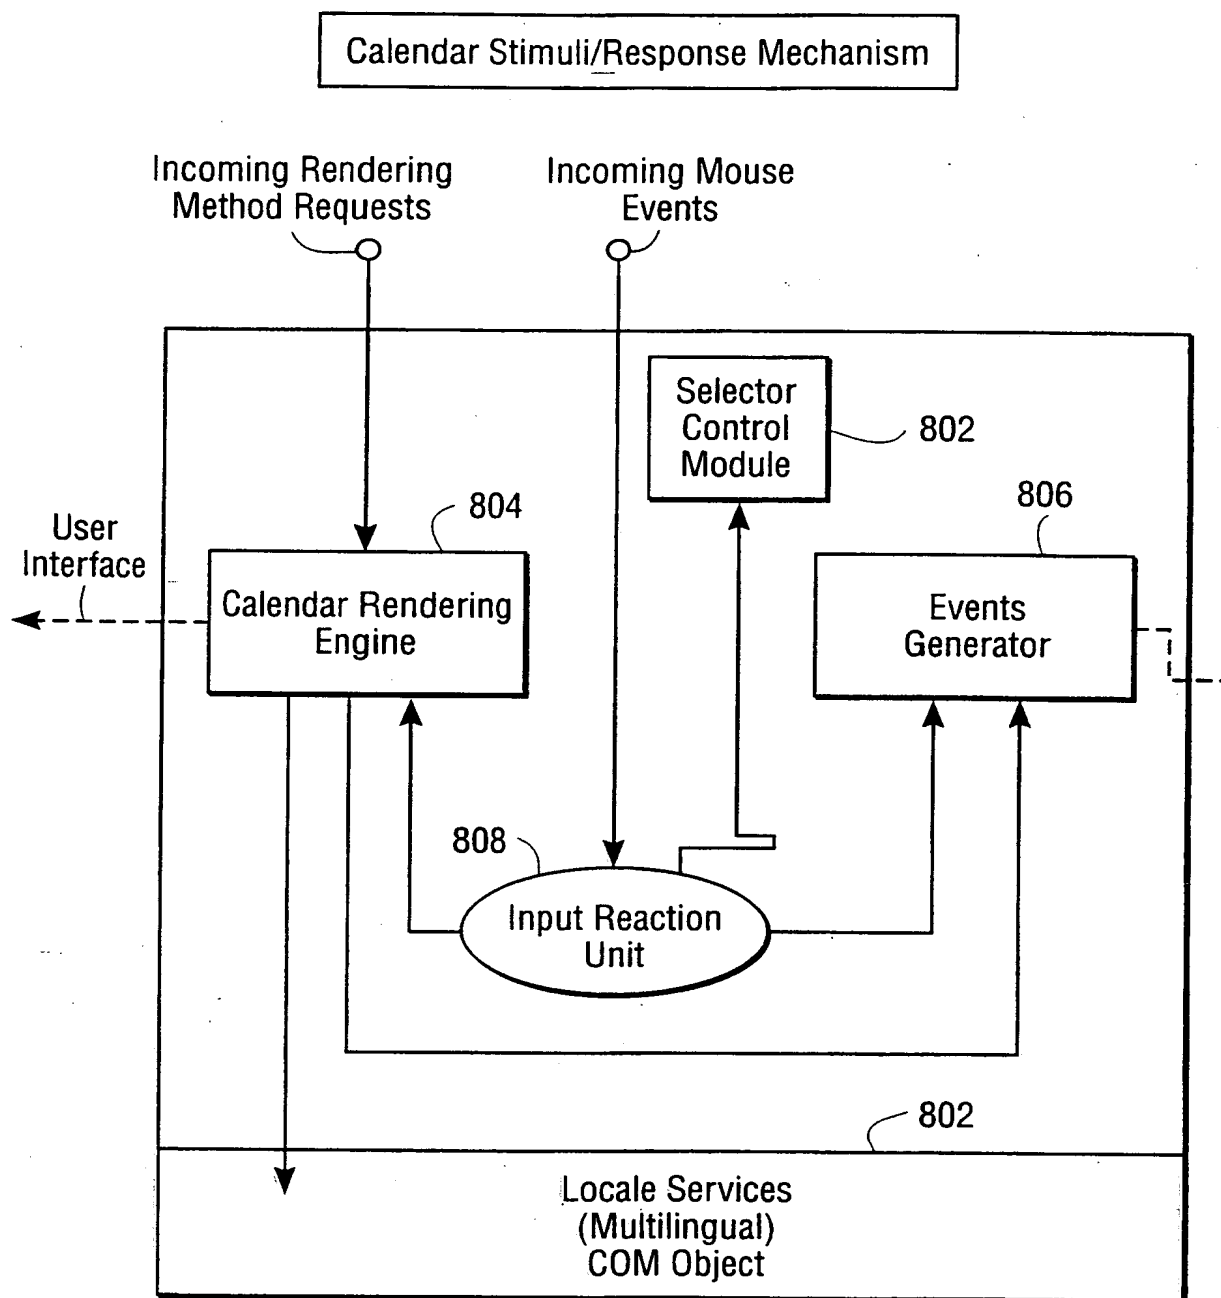 Calendar Stimuli/Response Mechanism
Incoming Rendering
Method Requests
Incoming Mouse
Events
Selector
Control
Module
802
804
806
User
Interface
Calendar Rendering
Engine
Events
Generator
808
Input Reaction
Unit
802
Locale Services
(Multilingual)
COM Object